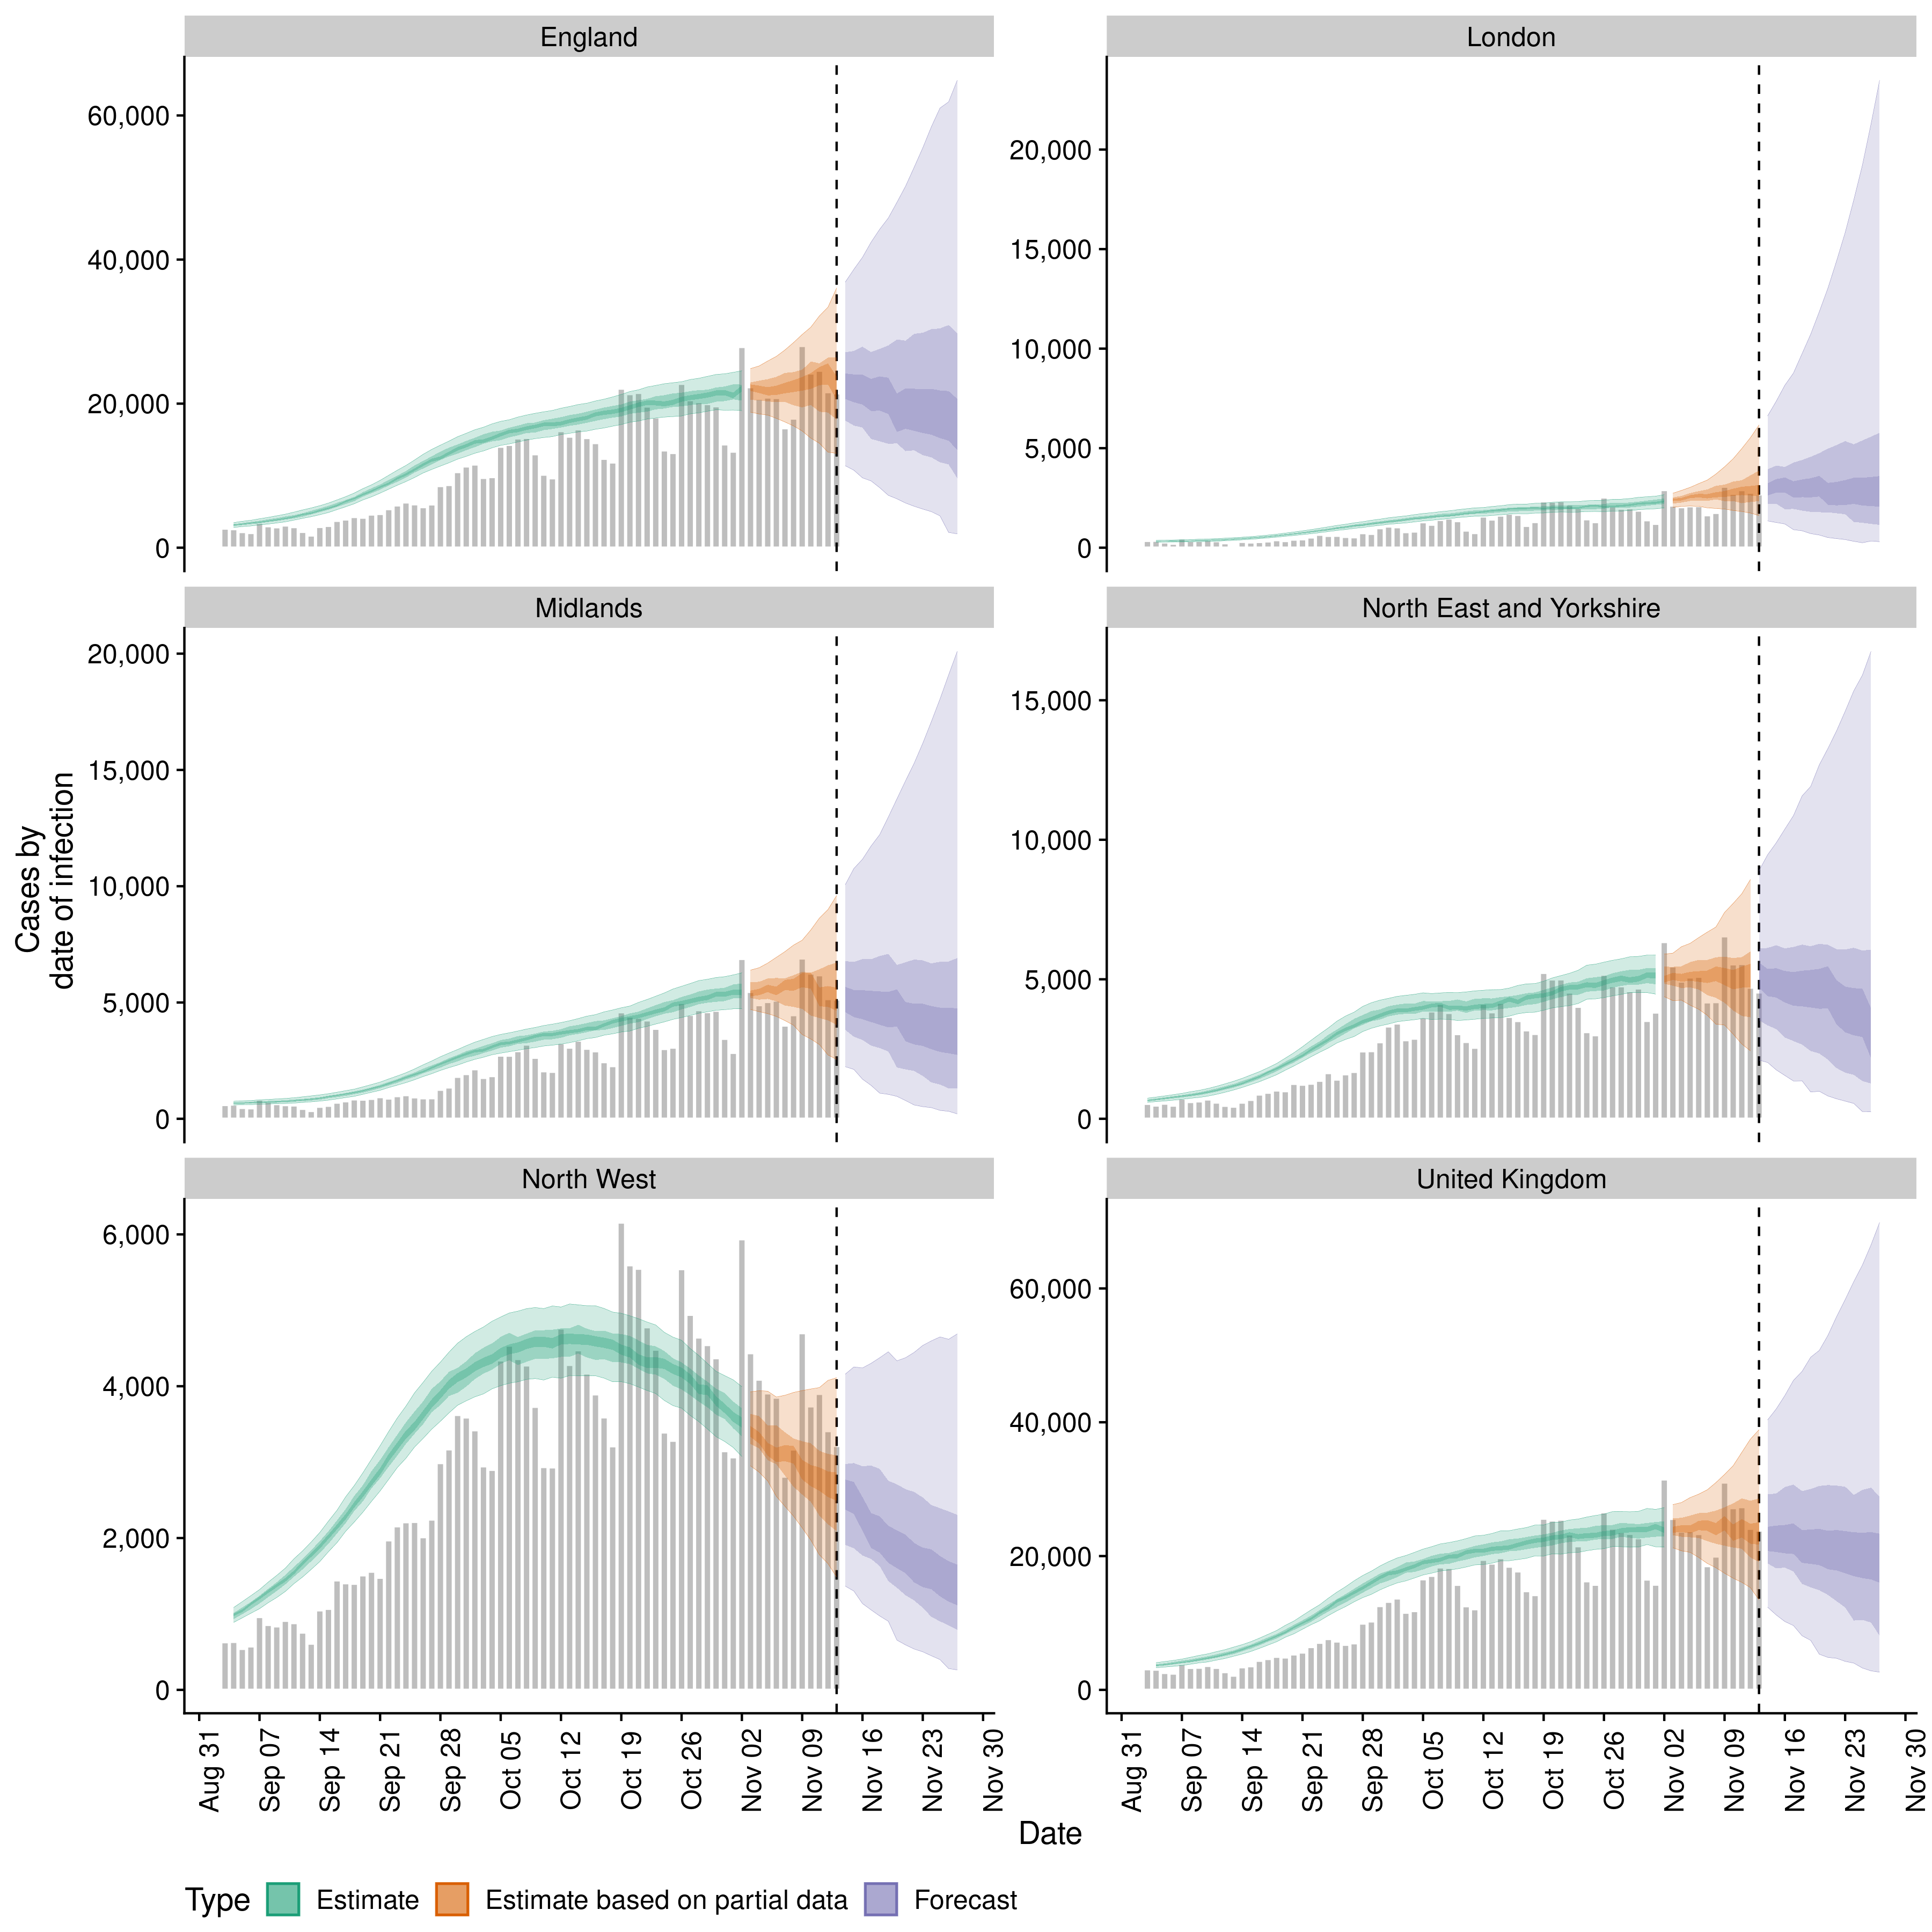 England
London
60,000
40,000
20,000
0
20,000
15,000
10,000
5,000
0
Midlands
North East and Yorkshire
20,000
15,000
10,000
5,000
0
15,000
10,000
5,000
0
Cases by
date of infection
North West
United Kingdom
6,000
4,000
2,000
0
60,000
40,000
20,000
0
Aug 31
Sep 07
Sep 14
Sep 21
Sep 28
Oct 05
Oct 12
Oct 19
Oct 26
Nov 02
Nov 09
Nov 16
Nov 23
Nov 30
Aug 31
Sep 07
Sep 14
Sep 21
Sep 28
Oct 05
Oct 12
Oct 19
Oct 26
Nov 02
Nov 09
Nov 16
Nov 23
Nov 30
Date
Type Estimate Estimate based on partial data Forecast